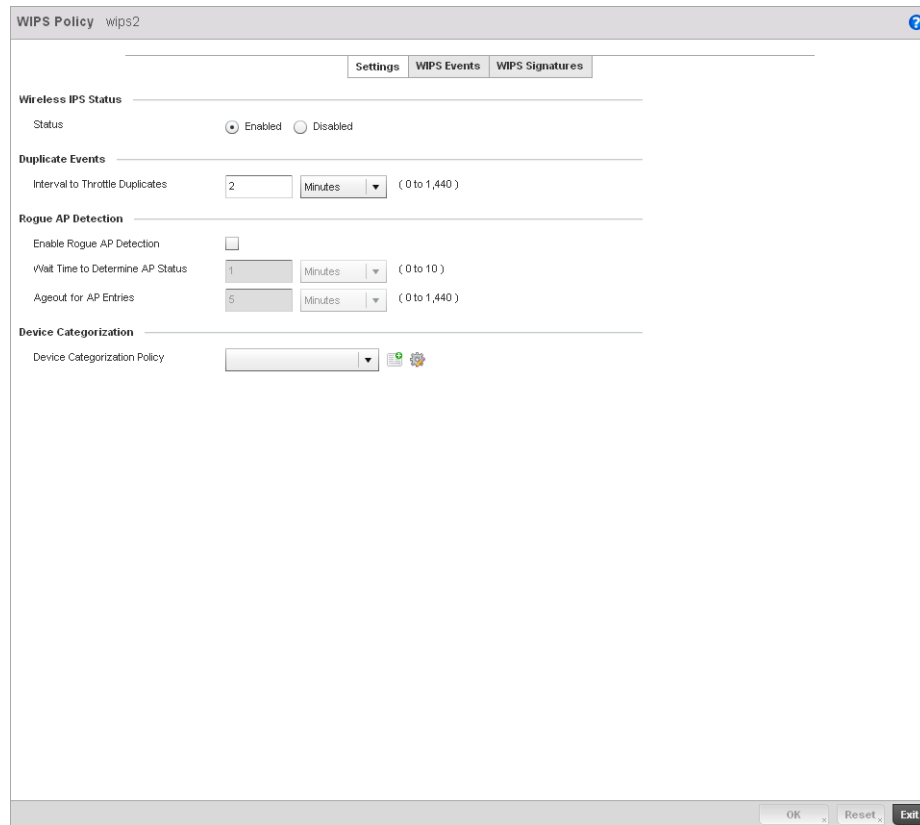 WIPS Policy wips2
Settings WIPS Events WIPS Signatures
Wireless IPS Status
Status Enabled Disabled
Duplicate Events
Interval to Throttle Duplicates 2 Minutes ( 0 to 1,440 )
Rogue AP Detection
Enable Rogue AP Detection
Wait Time to Determine AP Status 1 Minutes ( 0 to 10 )
Ageout for AP Entries 5 Minutes ( 0 to 1,440 )
Device Categorization
Device Categorization Policy
OK Reset Exit